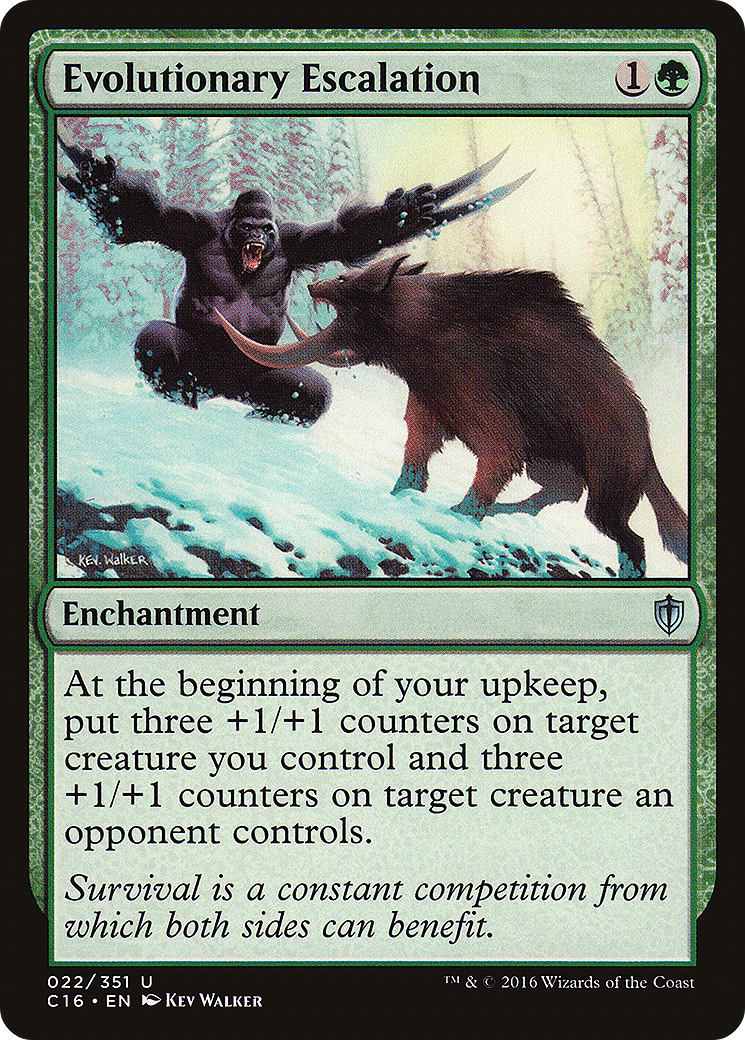 Evolutionary Escalation 1
KEV. WALKER
Enchantment
At the beginning of your upkeep,
put three +1/+1 counters on target
creature you control and three
+1/+1 counters on target creature an
opponent controls.
Survival is a constant competition from
which both sides can benefit.
022/351 U
™ & © 2016 Wizards of the Coast
C16 • EN Kev Walker